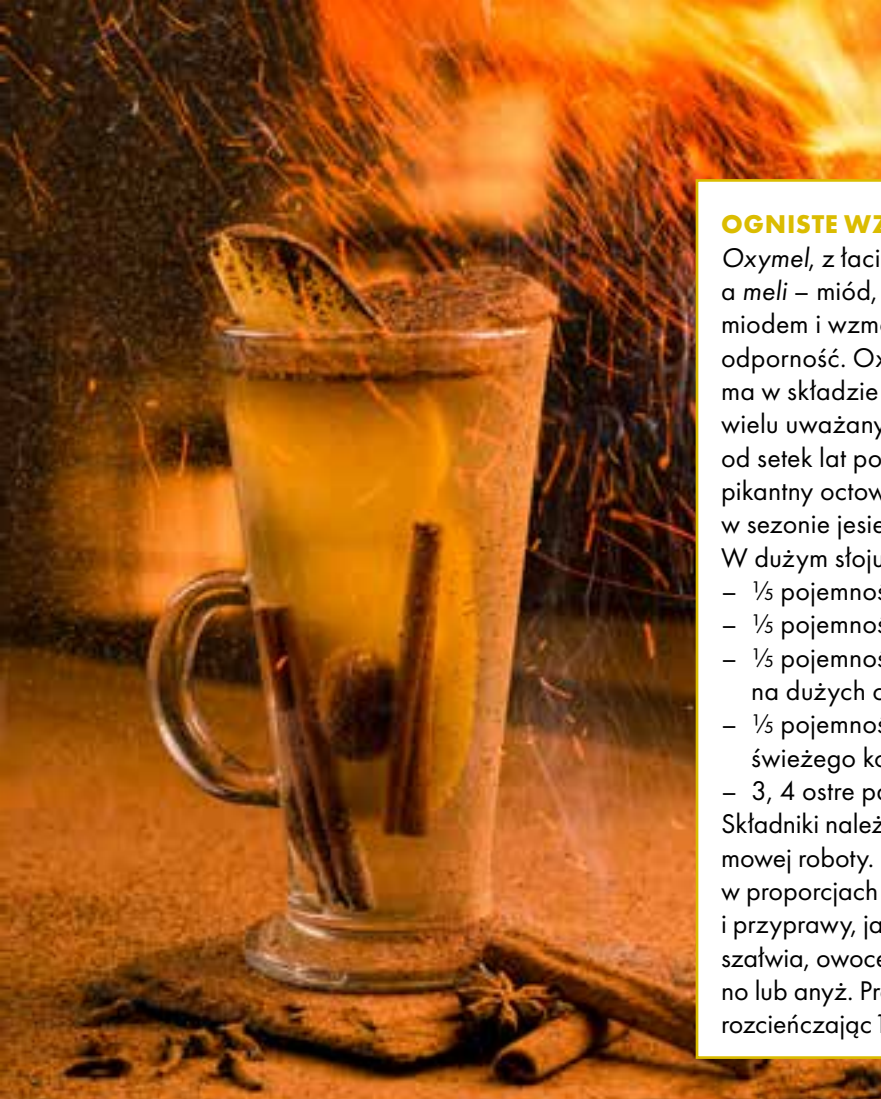 OGNISTE WZ
Oxymel, z łaci
a meli – miód,
miodem i wzm
odporność. Ox
ma w składzie
wielu uważany
od setek lat po
pikantny octow
w sezonie jesie
W dużym słoju
– ⅕ pojemnoś
– ⅕ pojemnoś
– ⅕ pojemnoś
na dużych o
– ⅕ pojemnoś
świeżego ko
– 3, 4 ostre pa
Składniki należ
mowej roboty.
w proporcjach
i przyprawy, ja
szałwia, owoce
no lub anyż. Pr
rozcieńczając 1